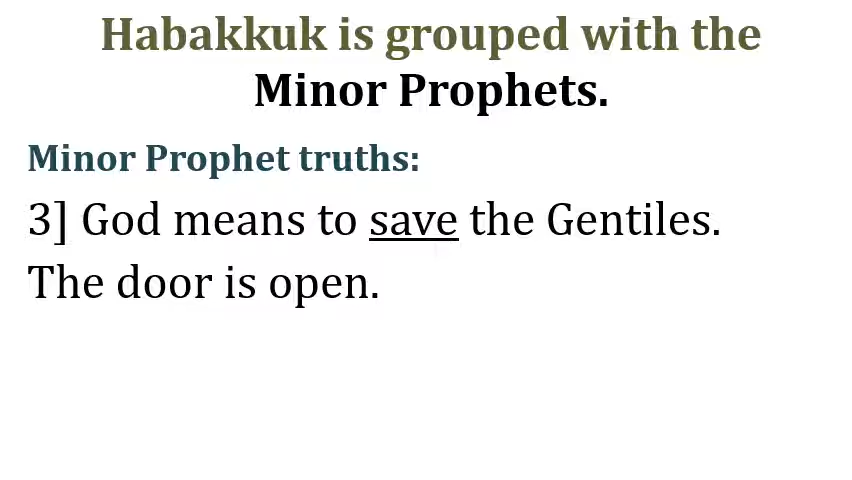 Habakkuk is grouped with the
Minor Prophets.
Minor Prophet truths:
3] God means to save the Gentiles.
The door is open.